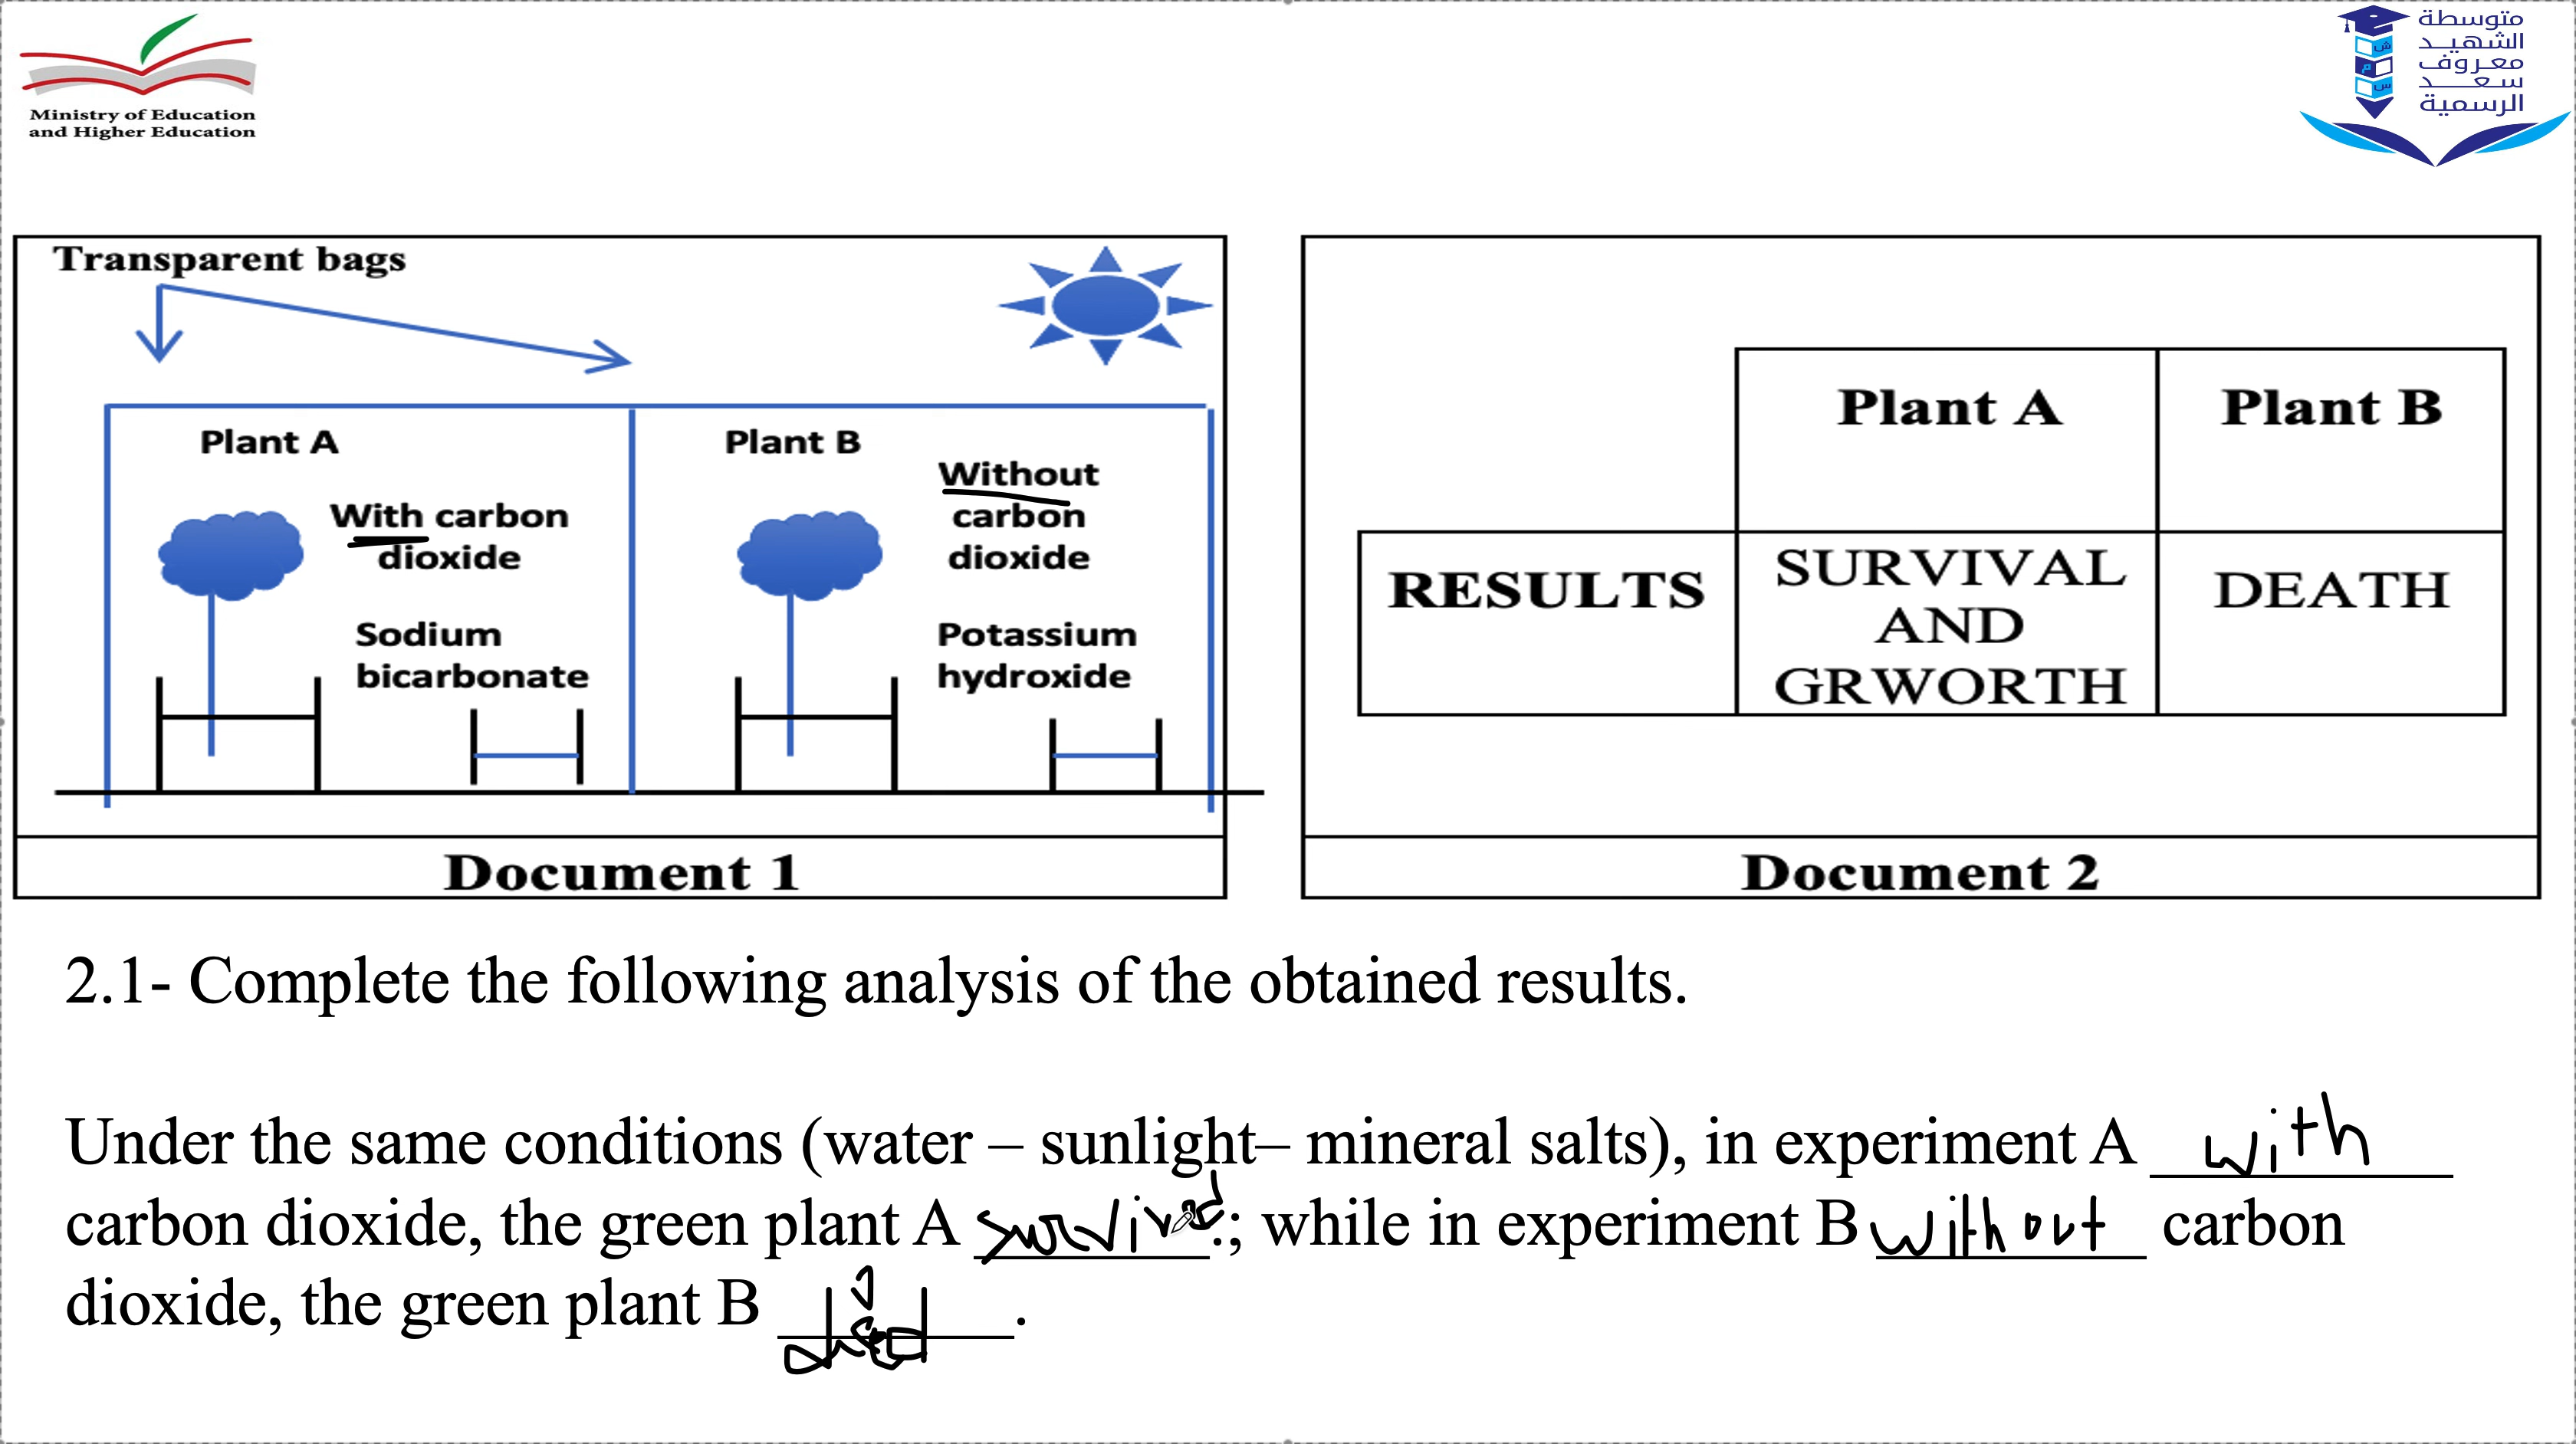 Ministry of Education
and Higher Education
متوسطة
الشهيد
معروف
سعد
الرسمية
ش
م
س
Transparent bags
Plant A
With carbon
dioxide
Sodium
bicarbonate
Plant B
Without
carbon
dioxide
Potassium
hydroxide
Document 1
Plant A Plant B
RESULTS SURVIVAL AND GRWORTH DEATH
Document 2
2.1- Complete the following analysis of the obtained results.
Under the same conditions (water – sunlight– mineral salts), in experiment A with
carbon dioxide, the green plant A survived.; while in experiment B without carbon
dioxide, the green plant B died.